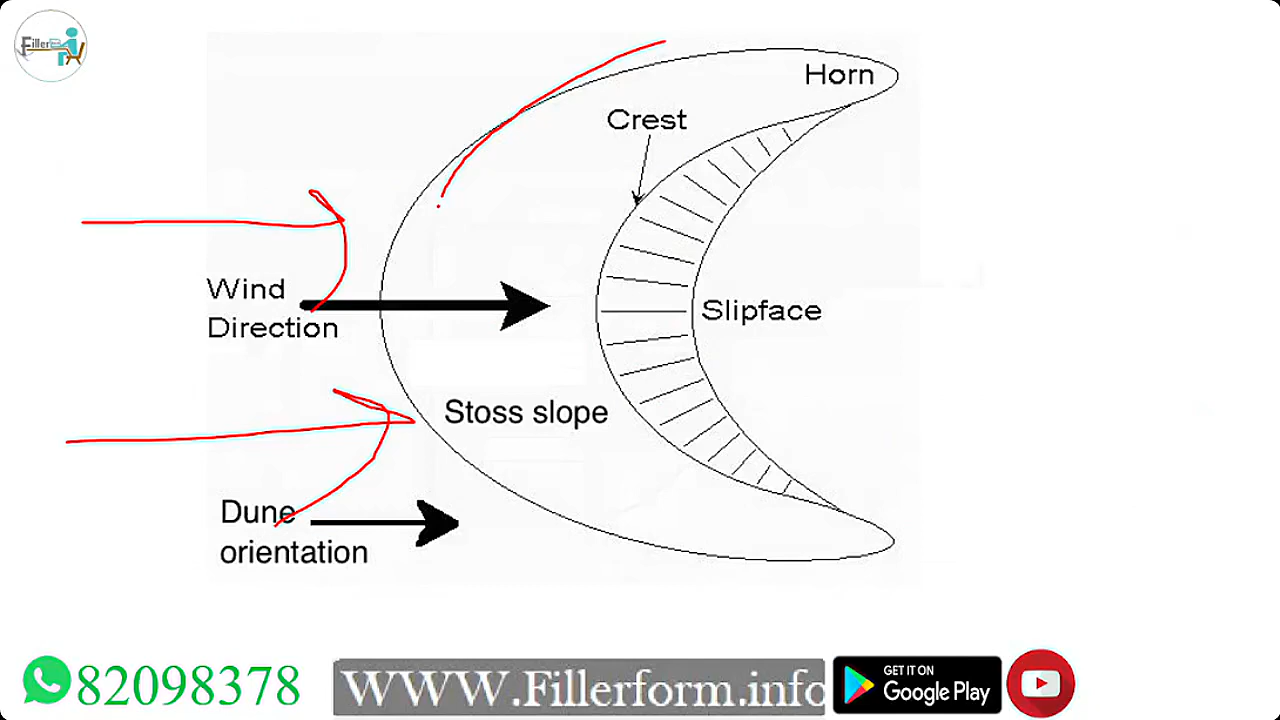 Filler
Horn
Crest
Wind
Direction
Slipface
Stoss slope
Dune
orientation
82098378
WWW.Fillerform.info
GET IT ON
Google Play